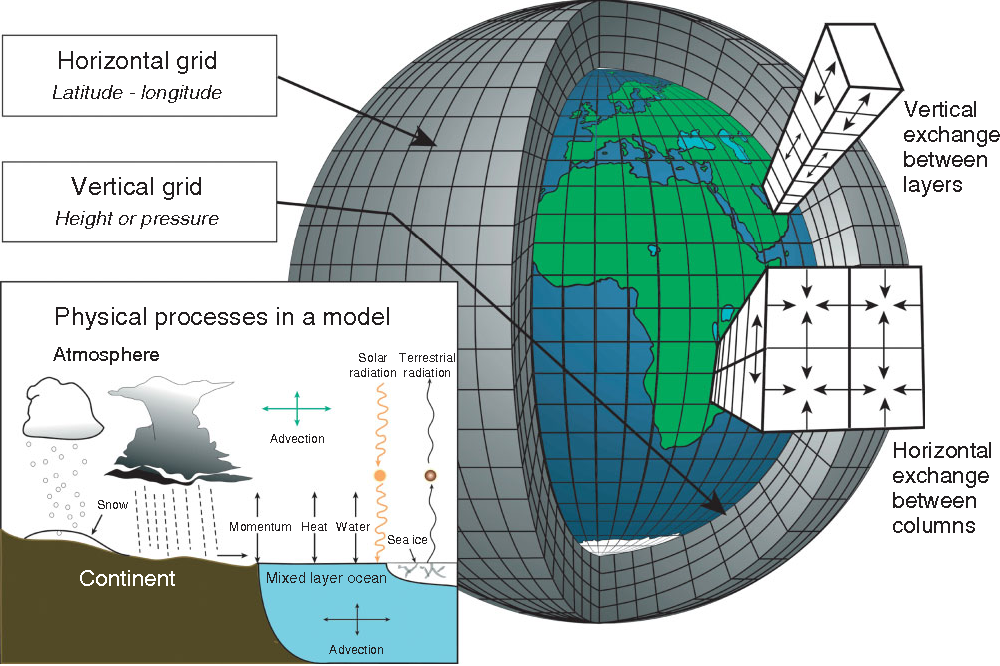 Horizontal grid
Latitude - longitude
Vertical grid
Height or pressure
Vertical
exchange
between
layers
Horizontal
exchange
between
columns
Physical processes in a model
Atmosphere
Solar
radiation
Terrestrial
radiation
Advection
Snow
Momentum Heat Water
Sea ice
Continent
Mixed layer ocean
Advection